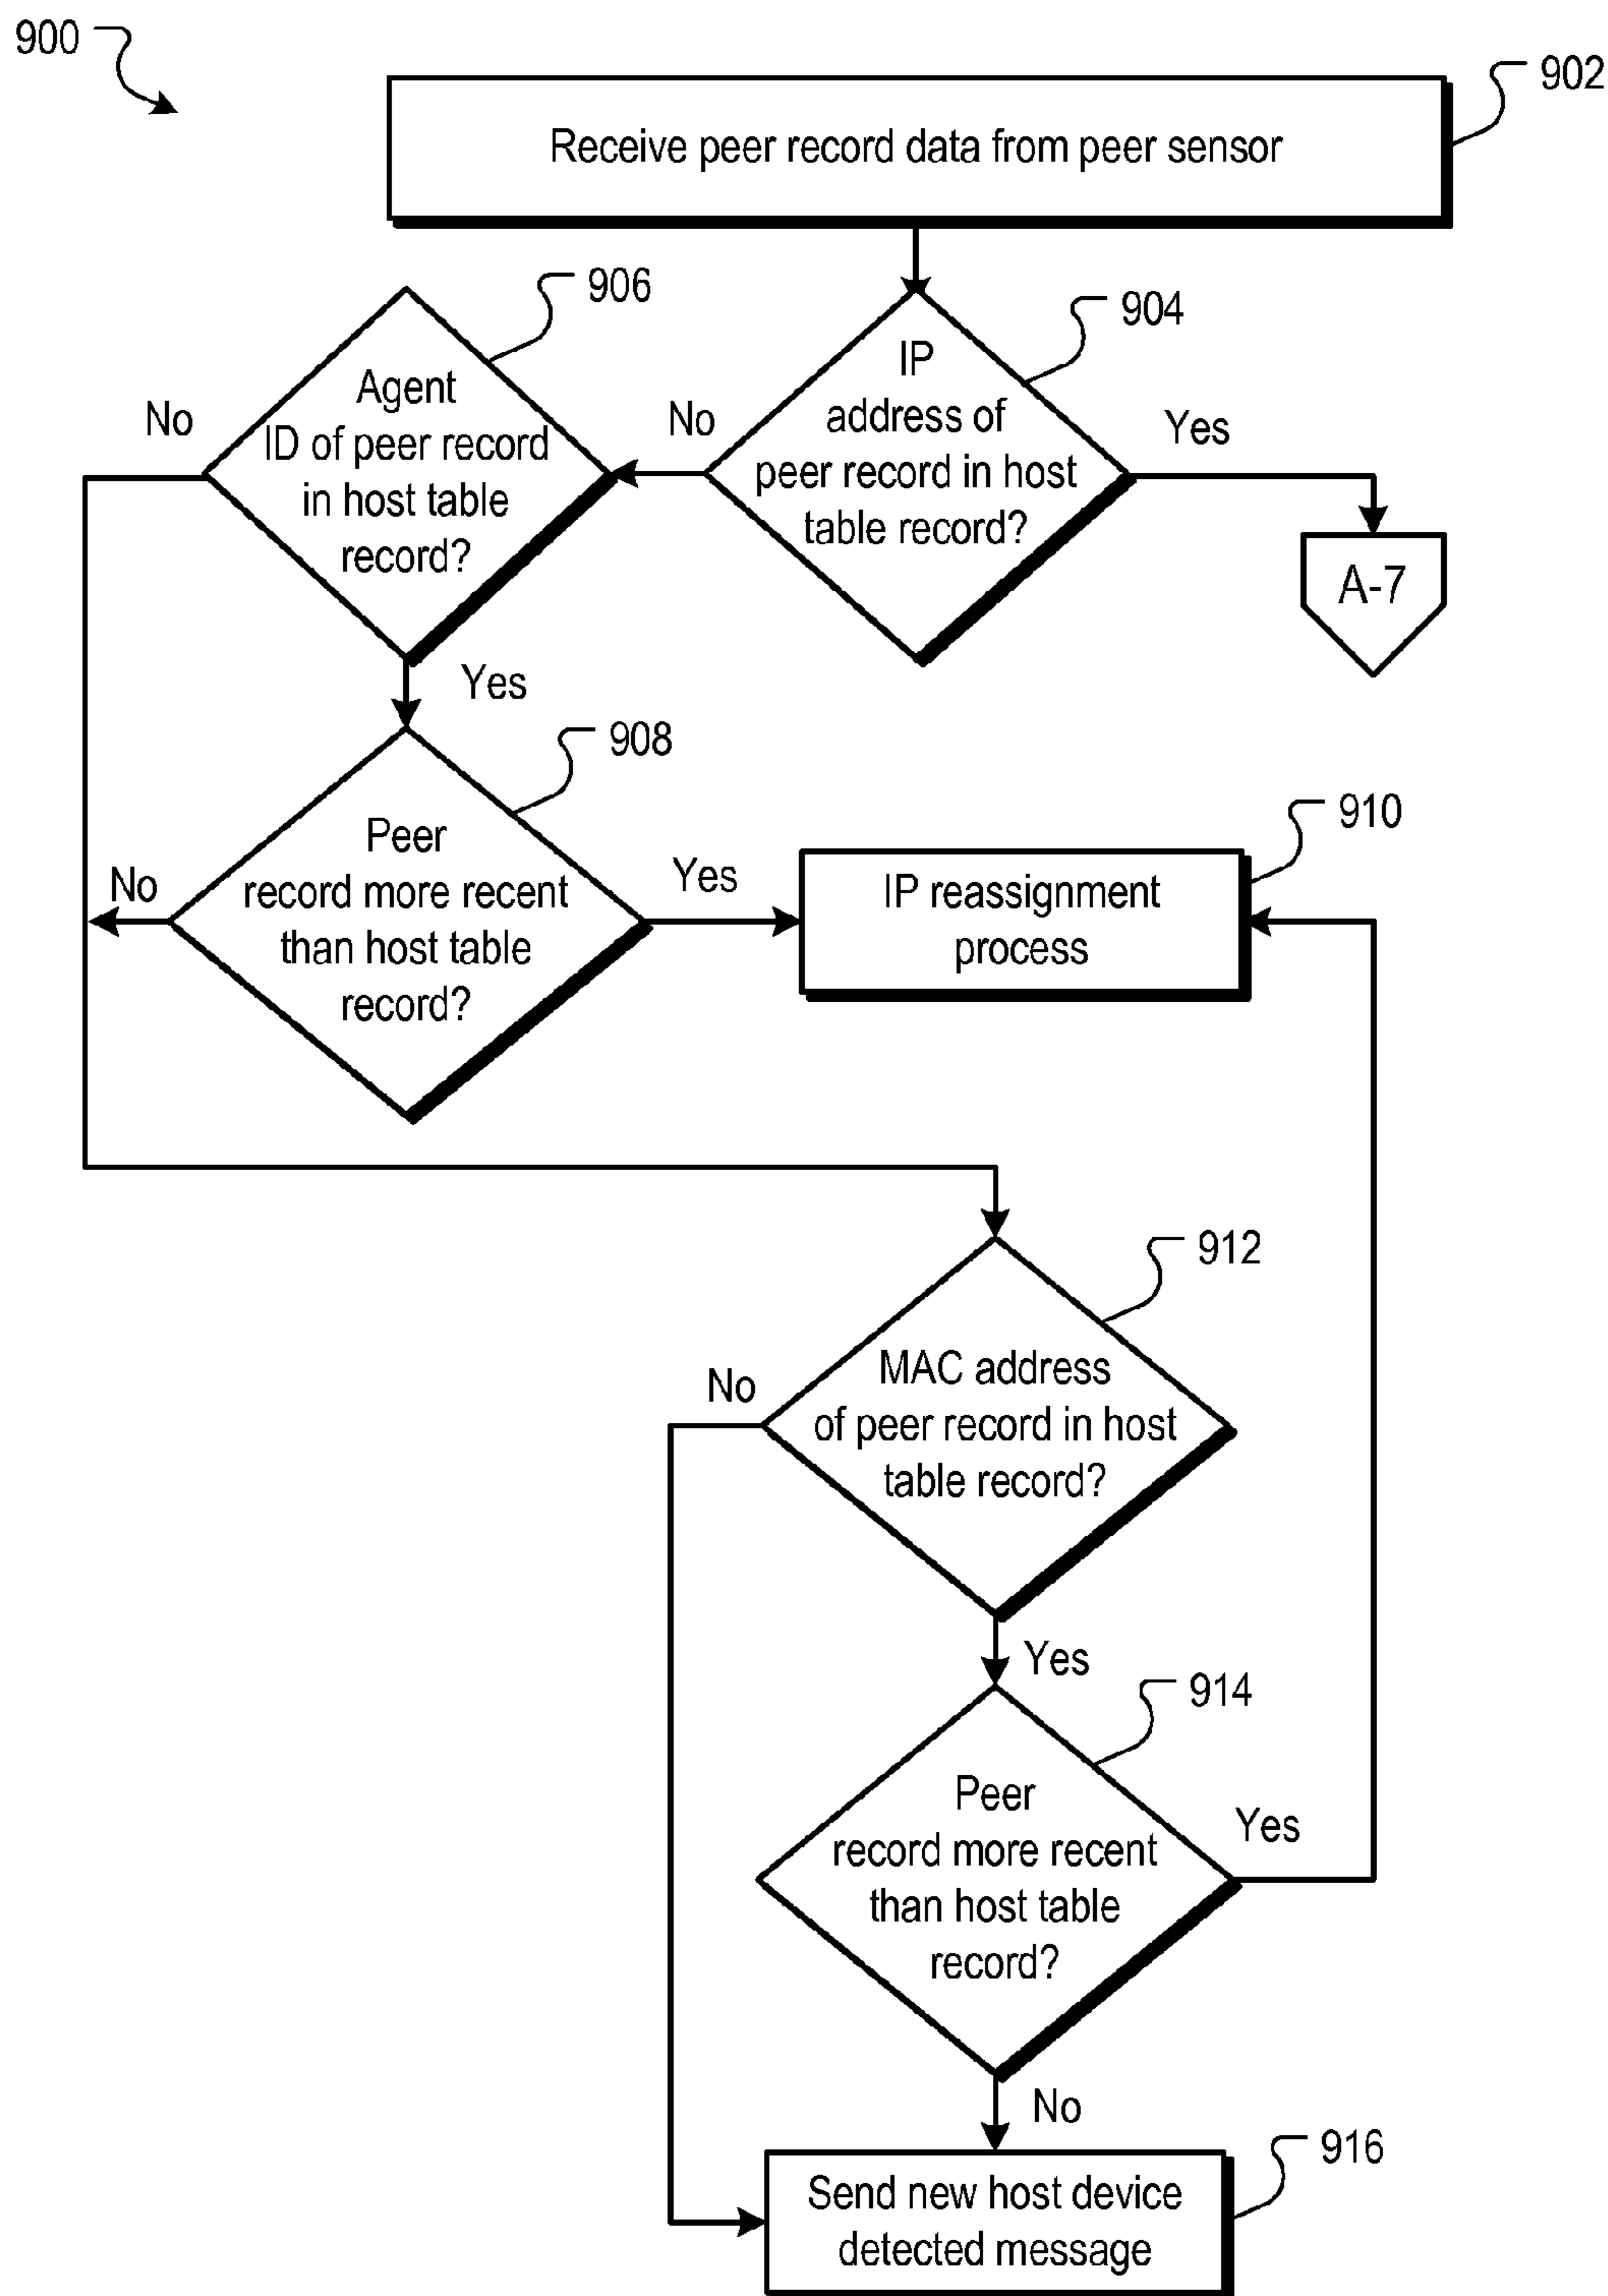 900
902
Receive peer record data from peer sensor
906
904
Agent
ID of peer record
in host table
record?
No
IP
address of
peer record in host
table record?
No
Yes
A-7
Yes
908
Peer
record more recent
than host table
record?
No
Yes
910
IP reassignment
process
912
MAC address
of peer record in host
table record?
No
Yes
914
Peer
record more recent
than host table
record?
Yes
No
916
Send new host device
detected message